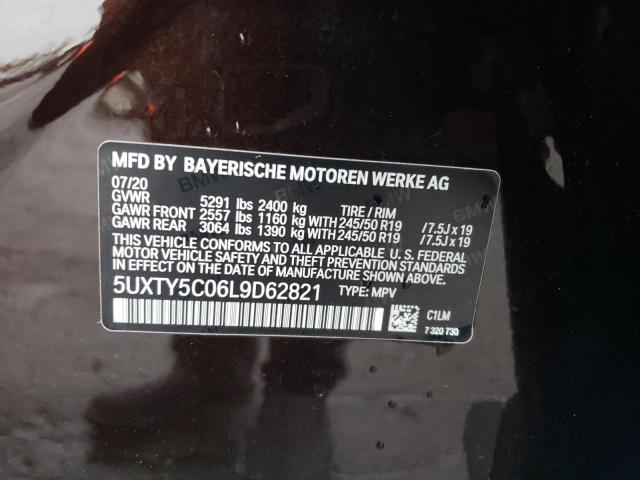 MFD BY BAYERISCHE MOTOREN WERKE AG
07/20
GVWR 5291 lbs 2400 kg TIRE / RIM
GAWR FRONT 2557 lbs 1160 kg WITH 245/50 R19 / 7.5J x 19
GAWR REAR 3064 lbs 1390 kg WITH 245/50 R19 / 7.5J x 19
THIS VEHICLE CONFORMS TO ALL APPLICABLE U. S. FEDERAL
MOTOR VEHICLE SAFETY AND THEFT PREVENTION STANDARDS
IN EFFECT ON THE DATE OF MANUFACTURE SHOWN ABOVE.
5UXTY5C06L9D62821 TYPE: MPV
C1LM
7 320 730